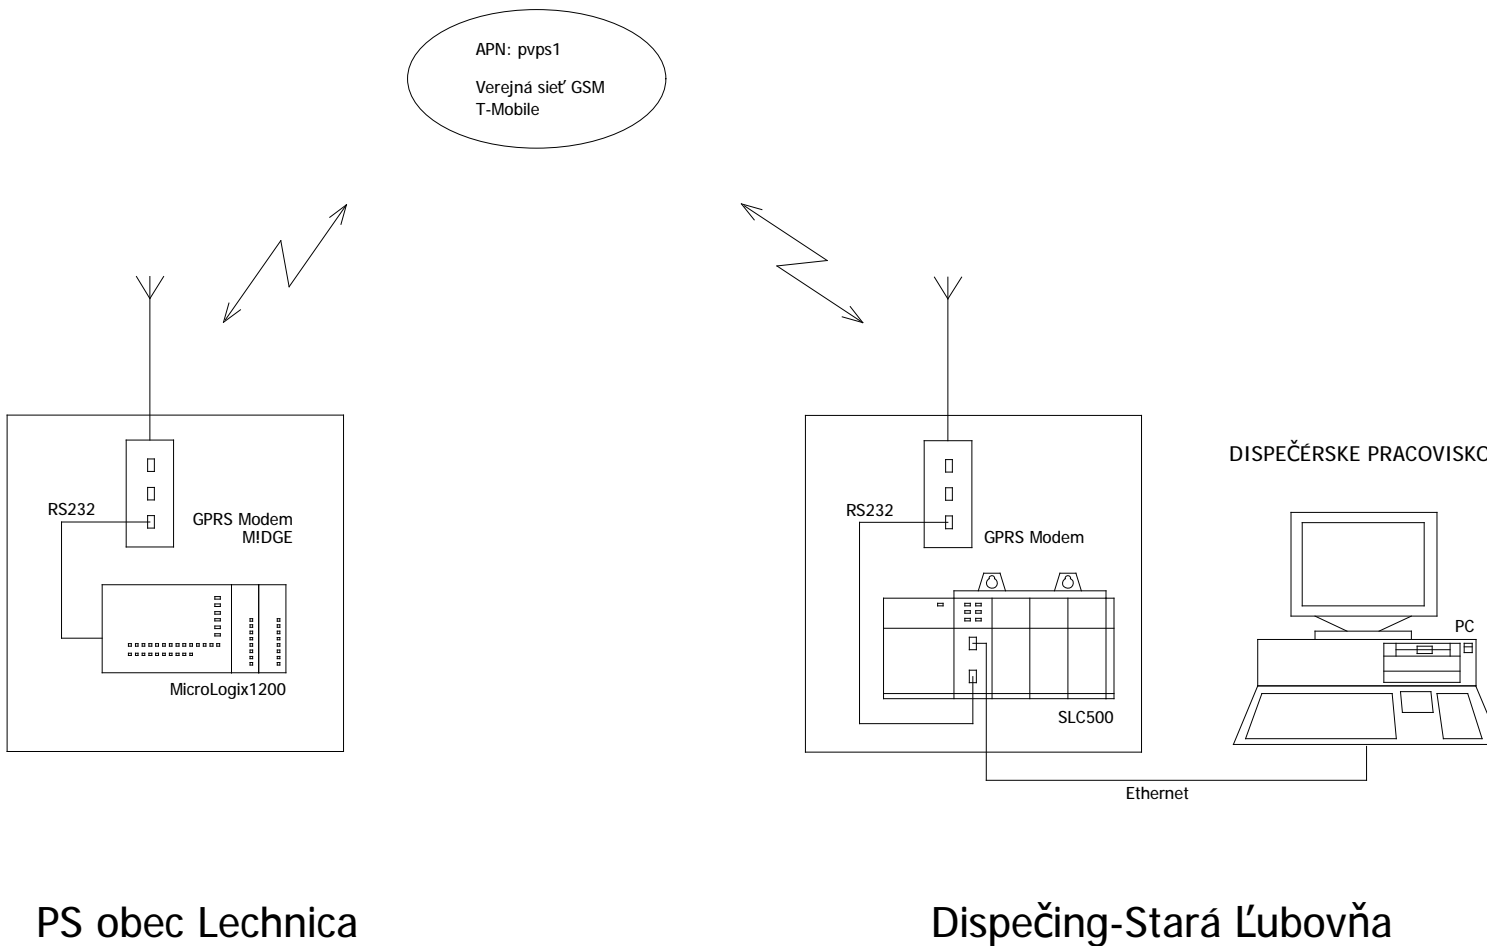 APN: pvps1
Verejná sieť GSM
T-Mobile
DISPEČÉRSKE PRACOVISKO
RS232
GPRS Modem
M!DGE
MicroLogix1200
RS232
GPRS Modem
SLC500
PC
Ethernet
PS obec Lechnica
Dispečing-Stará Ľubovňa